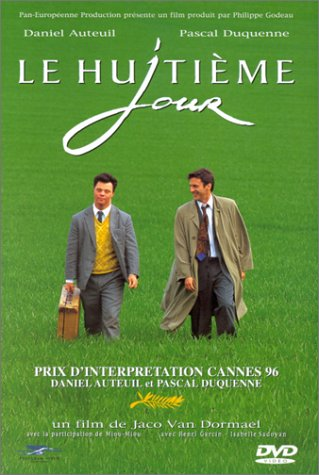 Pan-Européenne Production présente un film produit par Philippe Godeau
Daniel Auteuil Pascal Duquenne
LE HUITIÈME
jour
PRIX D'INTERPRETATION CANNES 96
DANIEL AUTEUIL et PASCAL DUQUENNE
un film de Jaco Van Dormael
avec la participation de Miou-Miou avec Henri Garcin - Isabelle Sadoyan
DVD
VIDEO